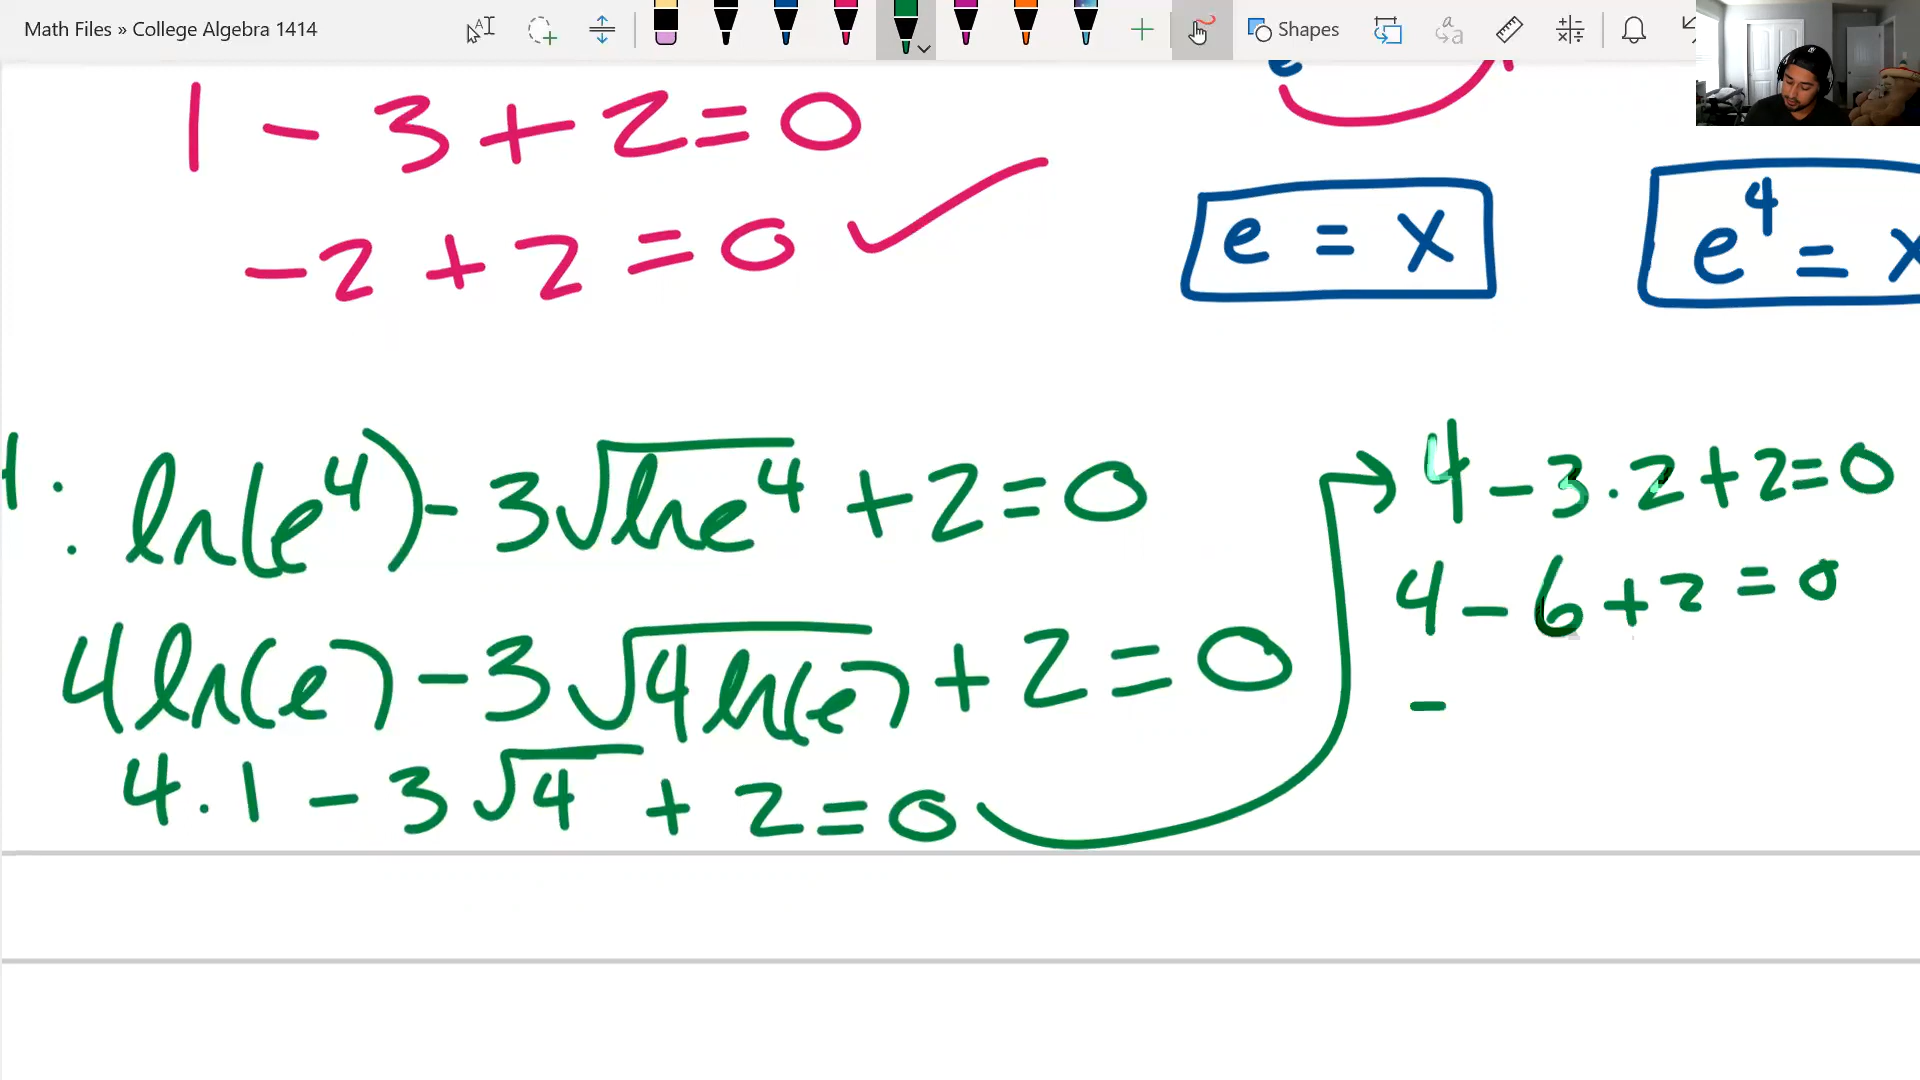 Math Files » College Algebra 1414
Shapes
1 - 3 + 2 = 0
-2 + 2 = 0 ✓
e = x
e⁴ = x
: ln(e⁴) - 3√lne⁴ + 2 = 0
4ln(e) - 3√4ln(e) + 2 = 0
4·1 - 3√4 + 2 = 0
4 - 3·2 + 2 = 0
4 - 6 + 2 = 0
-